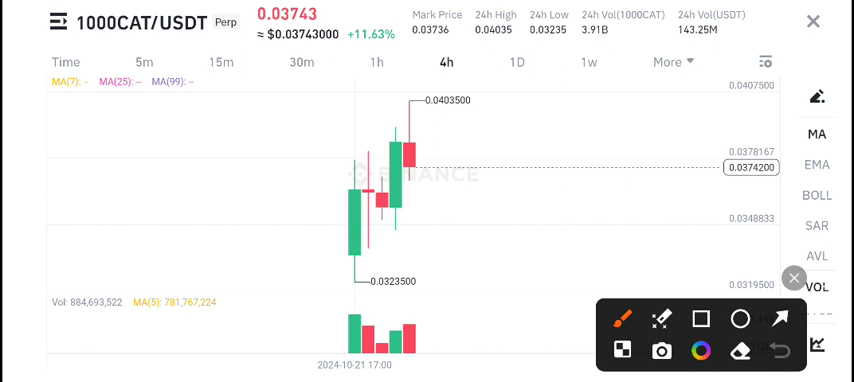 1000CAT/USDT Perp
0.03743
≈ $0.03743000 +11.63%
Mark Price 24h High 24h Low 24h Vol(1000CAT) 24h Vol(USDT)
0.03736 0.04035 0.03235 3.91B 143.25M
Time 5m 15m 30m 1h 4h 1D 1w More
MA(7): -- MA(25): -- MA(99): --
0.0407500
0.0403500
MA
0.0378167
EMA
0.0374200
BINANCE
BOLL
0.0348833
SAR
AVL
0.0323500
0.0319500
VOL
Vol: 884,693,522 MA(5): 781,767,224
2024-10-21 17:00